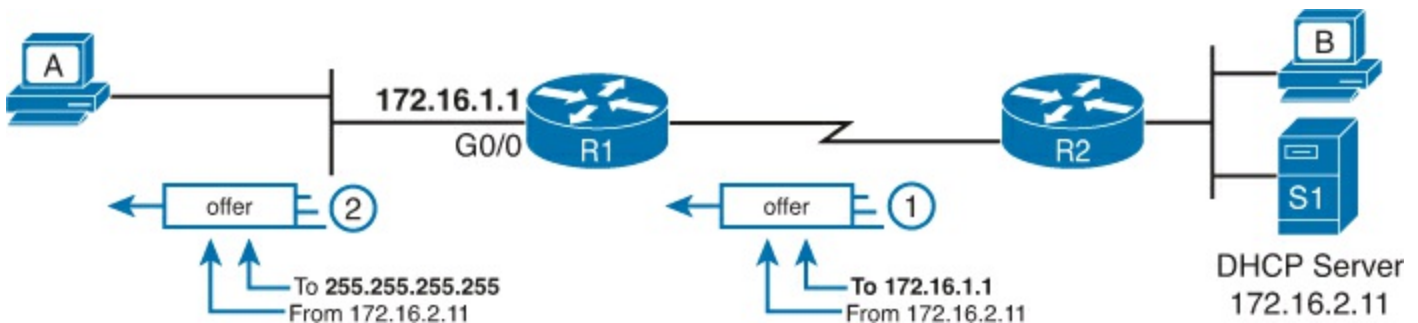 A
172.16.1.1
G0/0
R1
R2
B
S1
DHCP Server
172.16.2.11
offer
2
To 255.255.255.255
From 172.16.2.11
offer
1
To 172.16.1.1
From 172.16.2.11